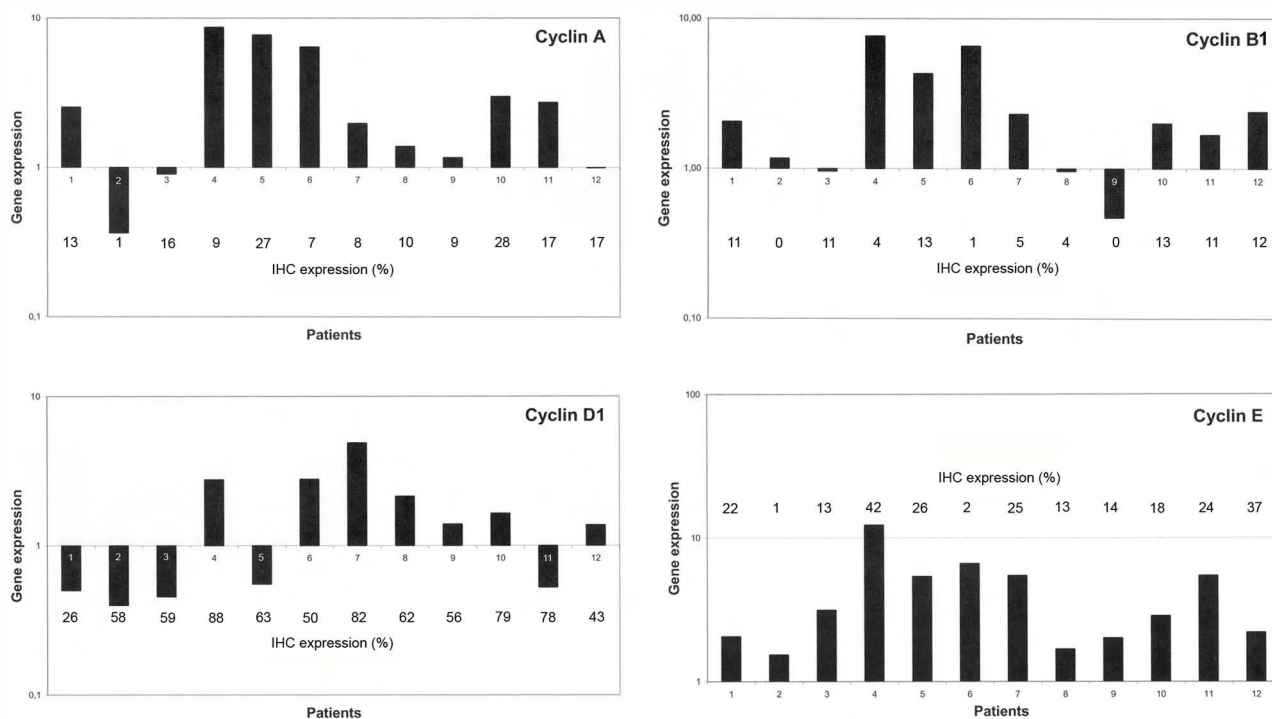 10
Cyclin A
Gene expression
1
1 2 3 4 5 6 7 8 9 10 11 12
13 1 16 9 27 7 8 10 9 28 17 17
IHC expression (%)
0,1
Patients
10,00
Cyclin B1
Gene expression
1,00
1 2 3 4 5 6 7 8 9 10 11 12
11 0 11 4 13 1 5 4 0 13 11 12
IHC expression (%)
0,10
Patients
10
Cyclin D1
Gene expression
1
1 2 3 4 5 6 7 8 9 10 11 12
26 58 59 88 63 50 82 62 56 79 78 43
IHC expression (%)
0,1
Patients
100
Cyclin E
IHC expression (%)
22 1 13 42 26 2 25 13 14 18 24 37
10
Gene expression
1
1 2 3 4 5 6 7 8 9 10 11 12
Patients